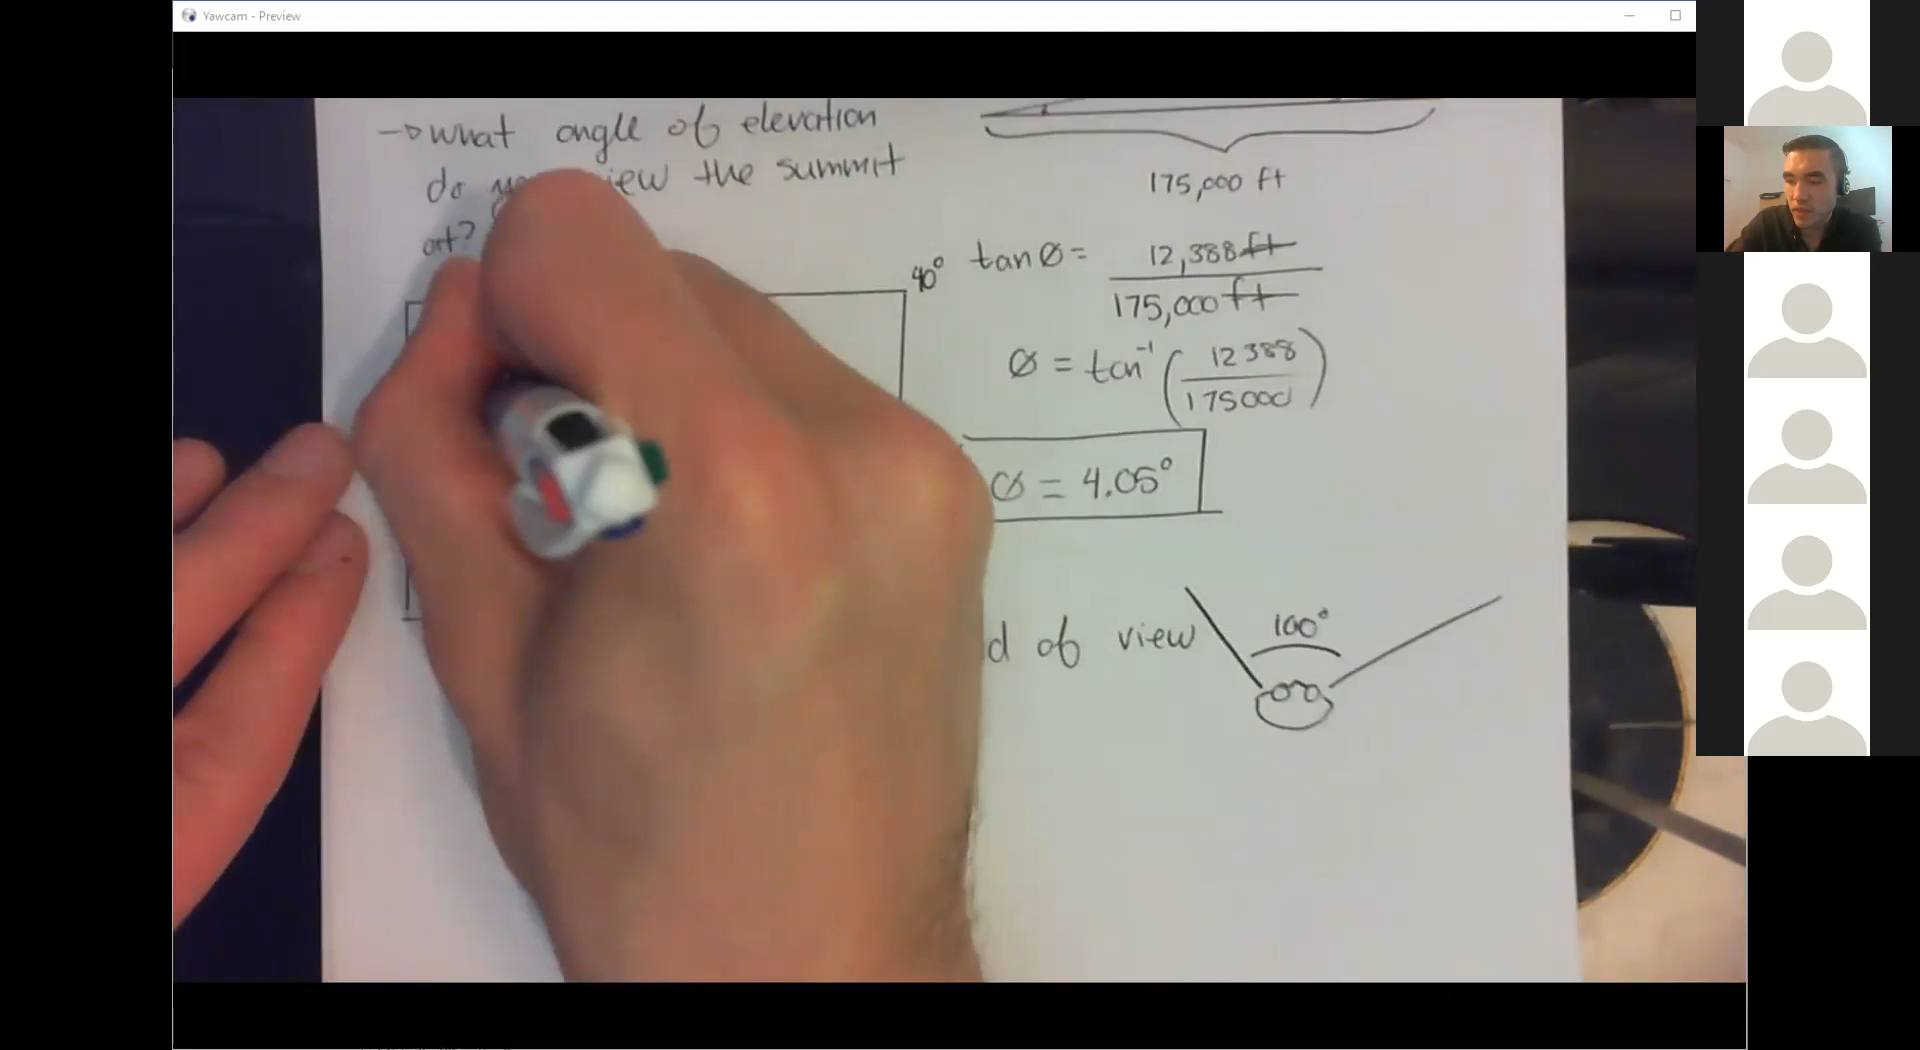 Yawcam - Preview
→ what angle of elevation
do view the summit
at?
175,000 ft
40°
tan Ø = 12,388 ft
175,000 ft
Ø = tan⁻¹ ( 12388
175000 )
Ø = 4.05°
of view
100°